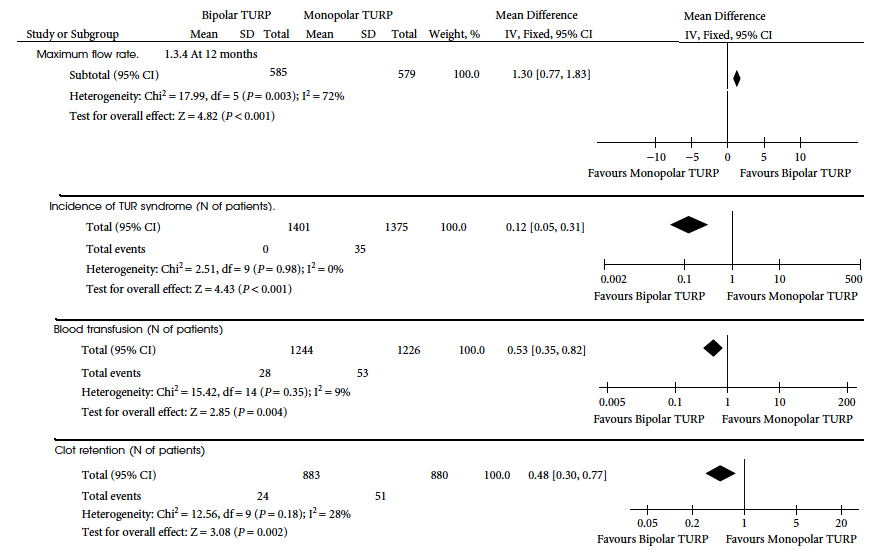 Bipolar TURP Monopolar TURP Mean Difference Mean Difference
Study or Subgroup Mean SD Total Mean SD Total Weight, % IV, Fixed, 95% CI IV, Fixed, 95% CI
Maximum flow rate. 1.3.4 At 12 months
Subtotal (95% CI) 585 579 100.0 1.30 [0.77, 1.83]
Heterogeneity: Chi² = 17.99, df = 5 (P = 0.003); I² = 72%
Test for overall effect: Z = 4.82 (P < 0.001)
−10 −5 0 5 10
Favours Monopolar TURP Favours Bipolar TURP
Incidence of TUR syndrome (N of patients).
Total (95% CI) 1401 1375 100.0 0.12 [0.05, 0.31]
Total events 0 35
Heterogeneity: Chi² = 2.51, df = 9 (P = 0.98); I² = 0%
Test for overall effect: Z = 4.43 (P < 0.001)
0.002 0.1 1 10 500
Favours Bipolar TURP Favours Monopolar TURP
Blood transfusion (N of patients)
Total (95% CI) 1244 1226 100.0 0.53 [0.35, 0.82]
Total events 28 53
Heterogeneity: Chi² = 15.42, df = 14 (P = 0.35); I² = 9%
Test for overall effect: Z = 2.85 (P = 0.004)
0.005 0.1 1 10 200
Favours Bipolar TURP Favours Monopolar TURP
Clot retention (N of patients)
Total (95% CI) 883 880 100.0 0.48 [0.30, 0.77]
Total events 24 51
Heterogeneity: Chi² = 12.56, df = 9 (P = 0.18); I² = 28%
Test for overall effect: Z = 3.08 (P = 0.002)
0.05 0.2 1 5 20
Favours Bipolar TURP Favours Monopolar TURP